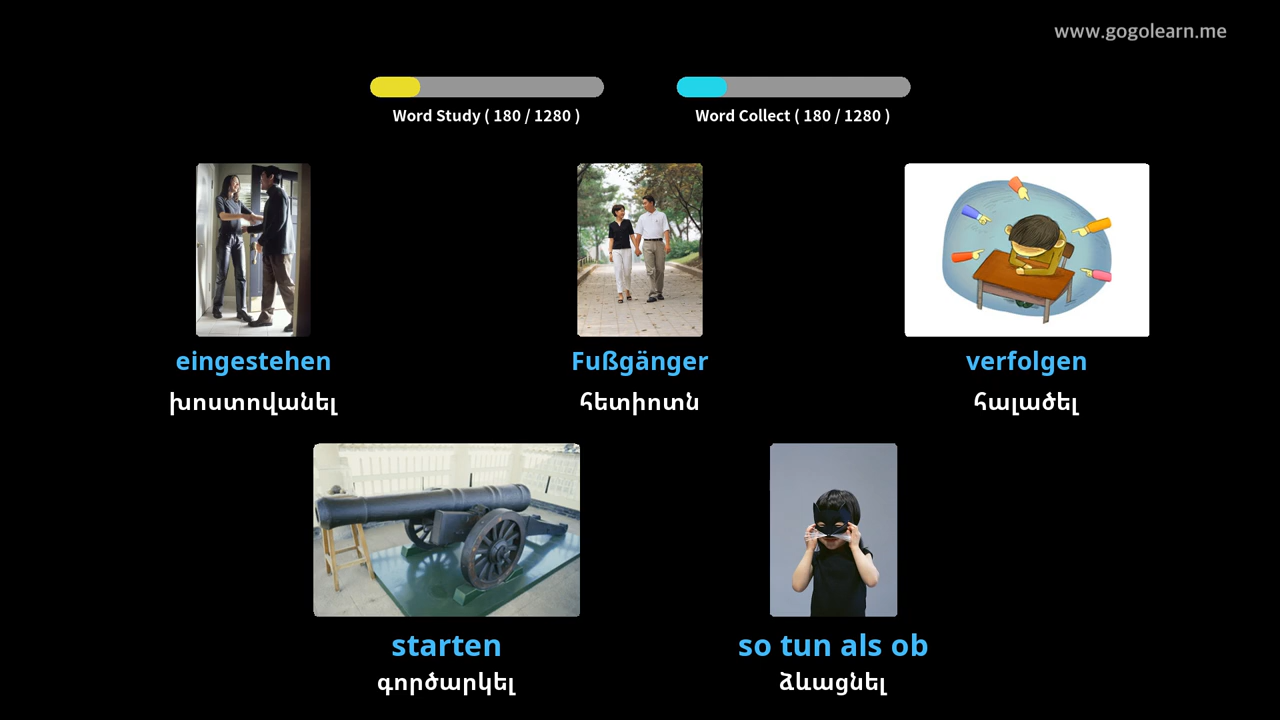 www.gogolearn.me
Word Study ( 180 / 1280 )
Word Collect ( 180 / 1280 )
eingestehen
խոստովանել
Fußgänger
հետիոտն
verfolgen
հալածել
starten
գործարկել
so tun als ob
ձևացնել